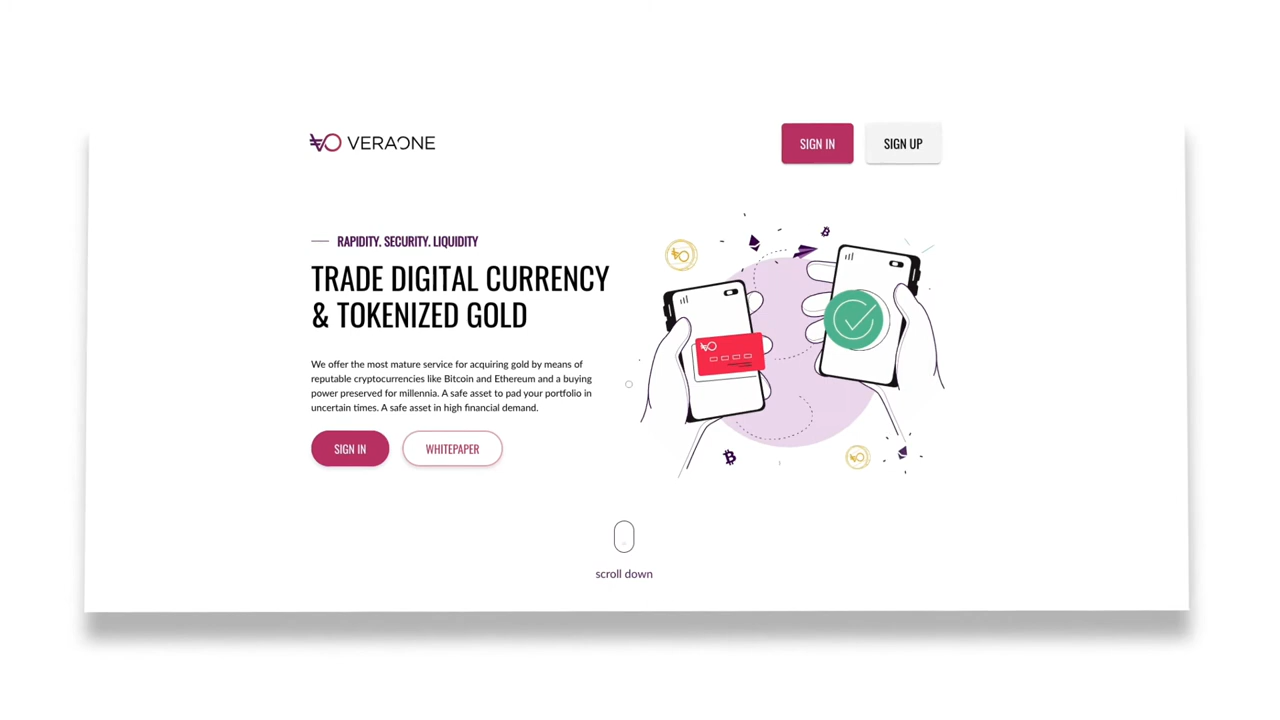 VERAONE
SIGN IN
SIGN UP
RAPIDITY. SECURITY. LIQUIDITY
TRADE DIGITAL CURRENCY
& TOKENIZED GOLD
We offer the most mature service for acquiring gold by means of
reputable cryptocurrencies like Bitcoin and Ethereum and a buying
power preserved for millennia. A safe asset to pad your portfolio in
uncertain times. A safe asset in high financial demand.
SIGN IN
WHITEPAPER
scroll down